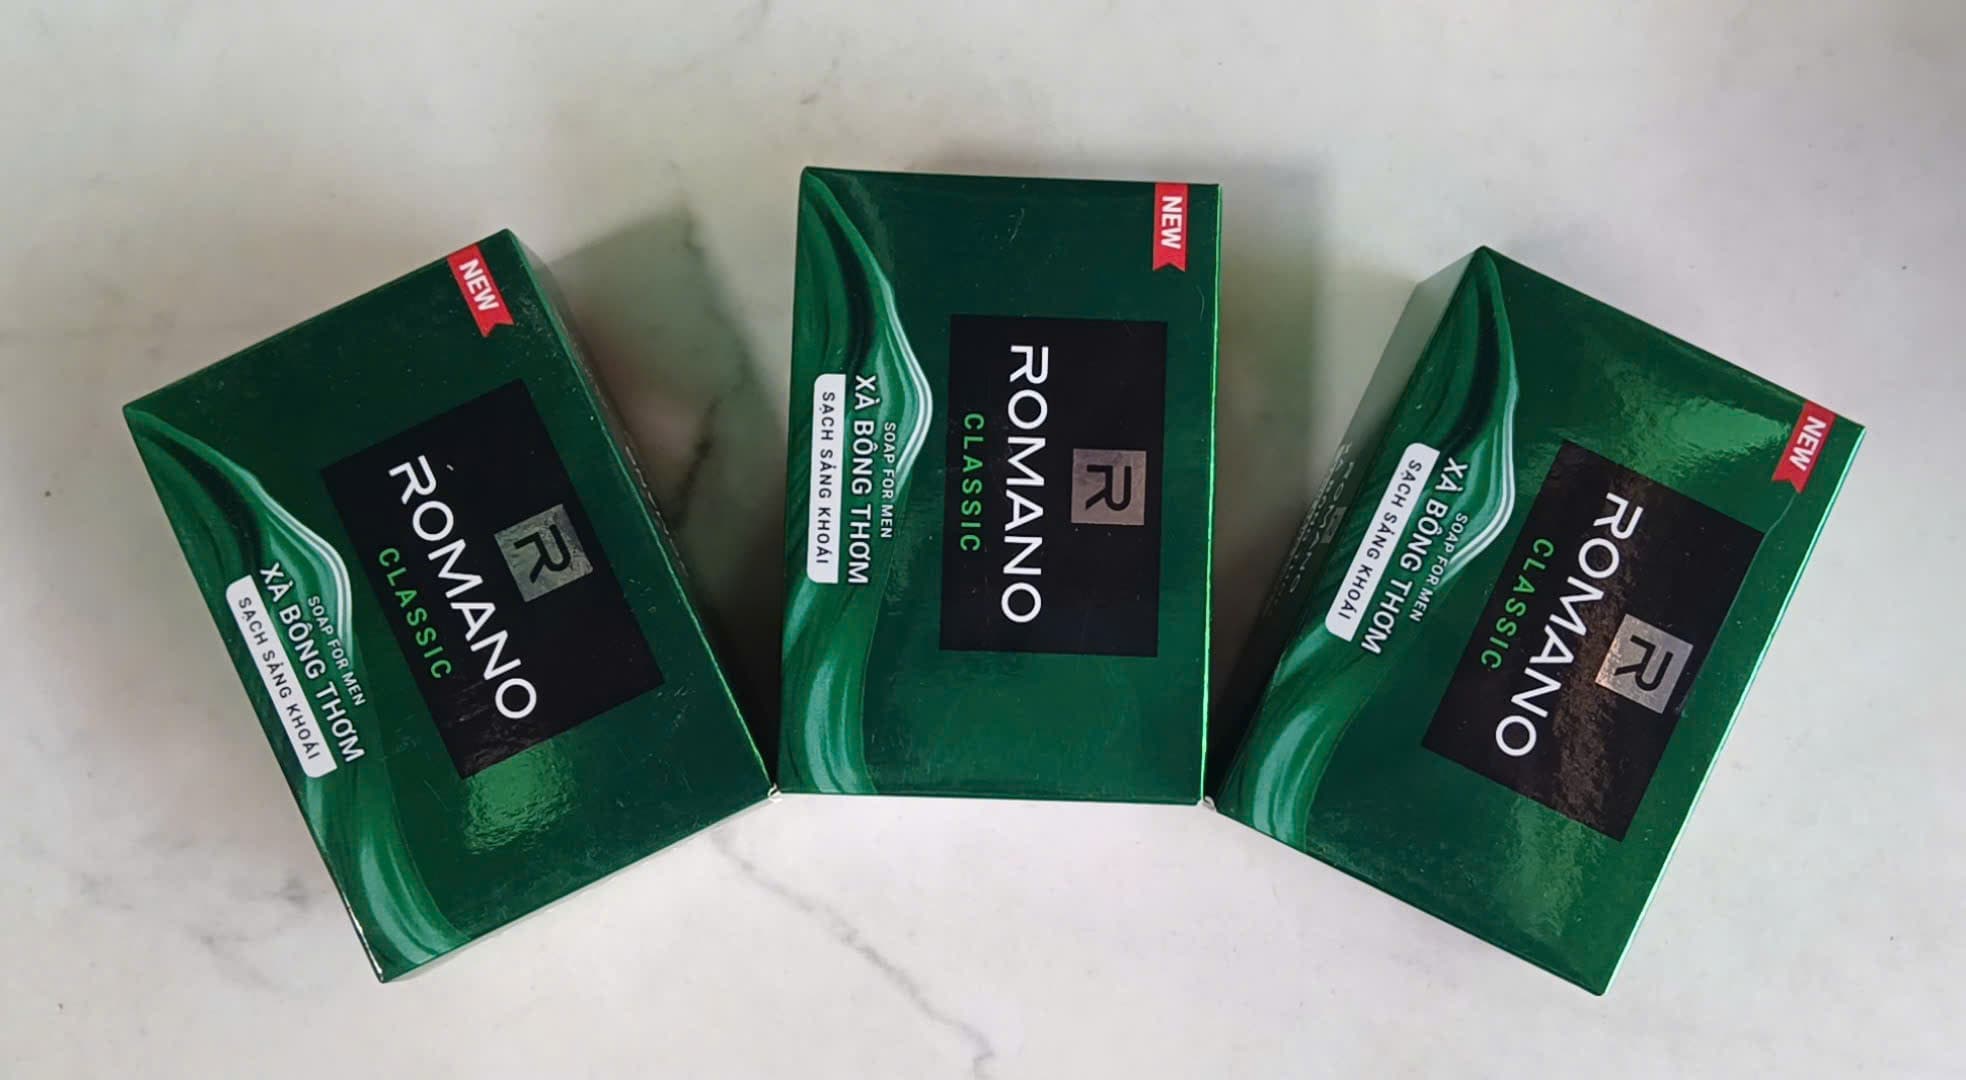 NEW
R
ROMANO
CLASSIC
SOAP FOR MEN
XÀ BÔNG THƠM
SẠCH SẢNG KHOÁI
NEW
R
ROMANO
CLASSIC
SOAP FOR MEN
XÀ BÔNG THƠM
SẠCH SẢNG KHOÁI
NEW
R
ROMANO
CLASSIC
SOAP FOR MEN
XÀ BÔNG THƠM
SẠCH SẢNG KHOÁI